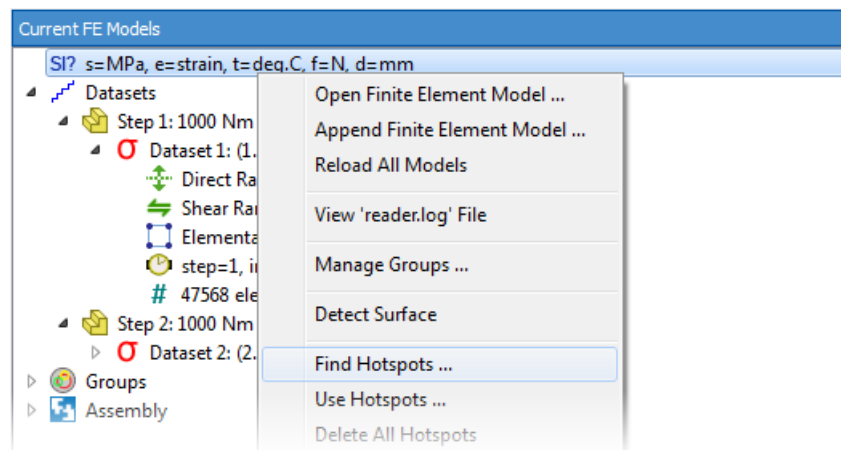 Current FE Models
SI? s=MPa, e=strain, t=deg.C, f=N, d=mm
Datasets
Step 1: 1000 Nm
Dataset 1: (1.
Direct Ra
Shear Ra
Elementa
step=1, i
# 47568 ele
Step 2: 1000 Nm
Dataset 2: (2.
Groups
Assembly
Open Finite Element Model ...
Append Finite Element Model ...
Reload All Models
View 'reader.log' File
Manage Groups ...
Detect Surface
Find Hotspots ...
Use Hotspots ...
Delete All Hotspots